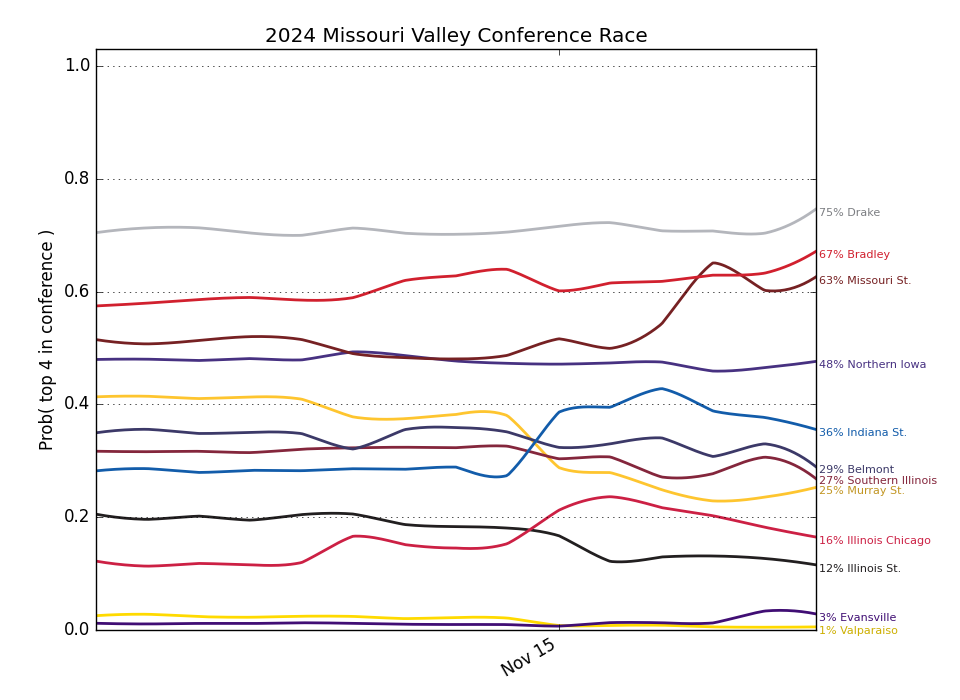 2024 Missouri Valley Conference Race
1.0
0.8
0.6
0.4
0.2
0.0
Prob( top 4 in conference )
Nov 15
75% Drake
67% Bradley
63% Missouri St.
48% Northern Iowa
36% Indiana St.
29% Belmont
27% Southern Illinois
25% Murray St.
16% Illinois Chicago
12% Illinois St.
3% Evansville
1% Valparaiso